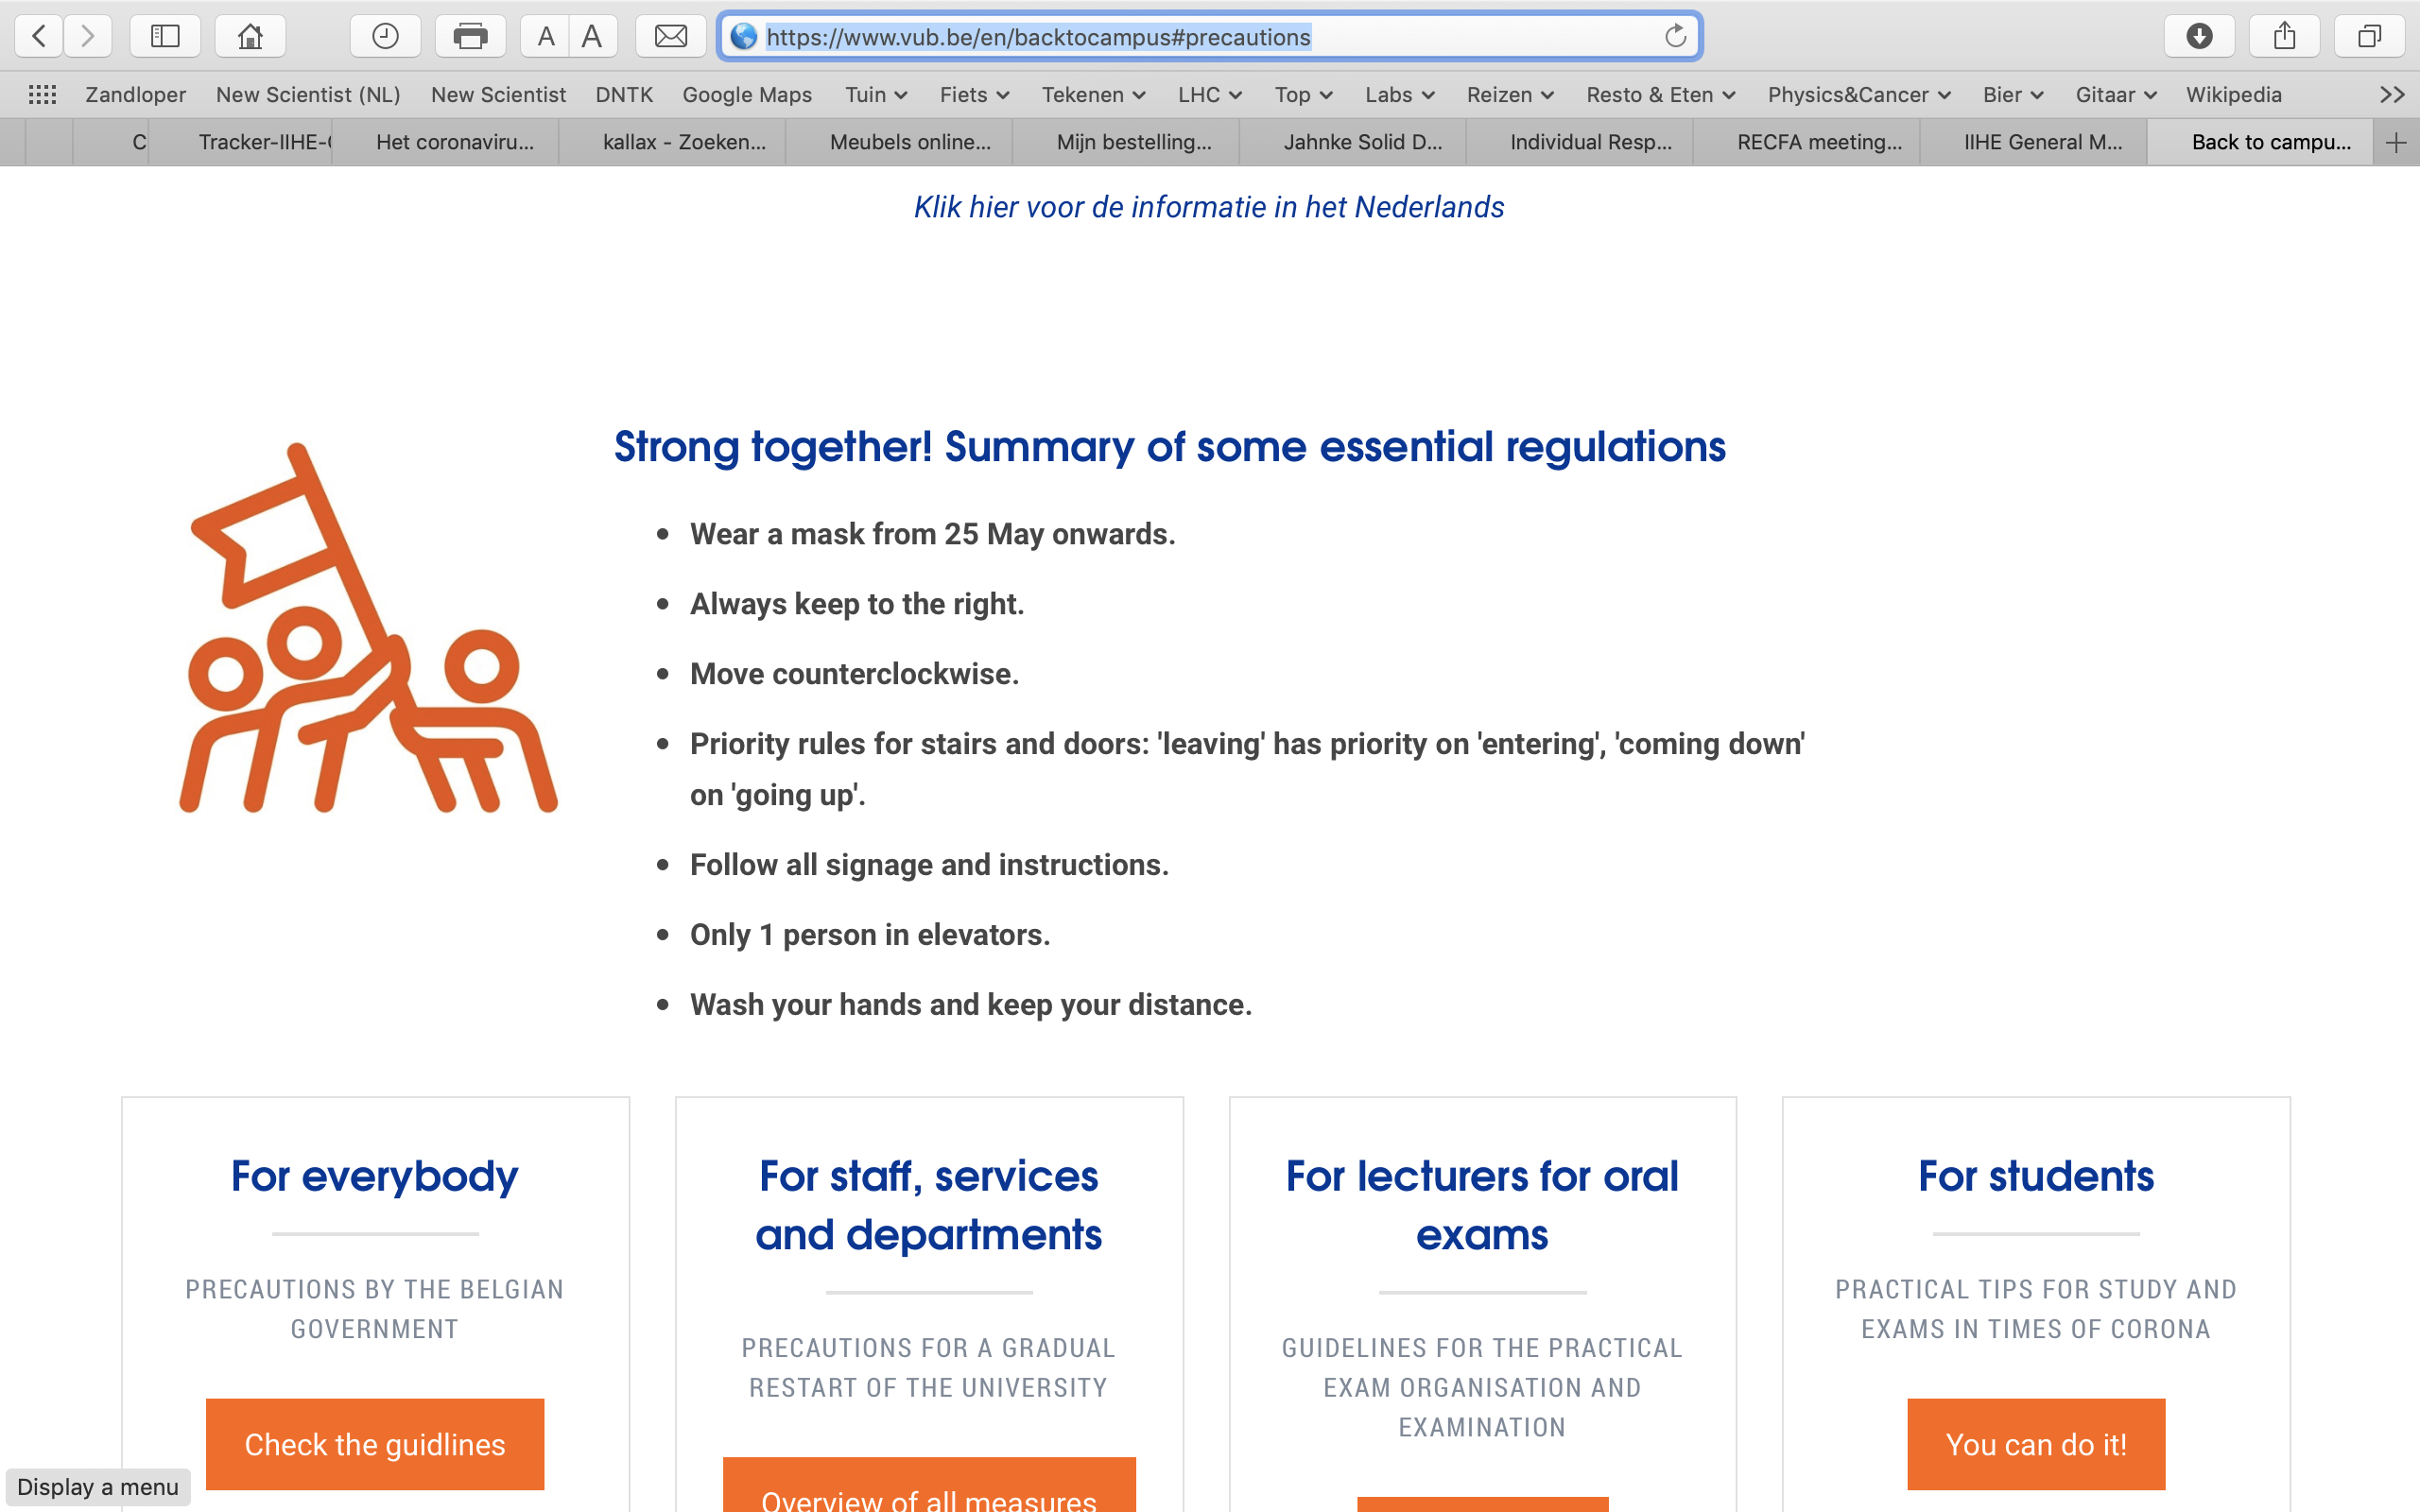 A A https://www.vub.be/en/backtocampus#precautions
Zandloper New Scientist (NL) New Scientist DNTK Google Maps Tuin Fiets Tekenen LHC Top Labs Reizen Resto & Eten Physics&Cancer Bier Gitaar Wikipedia
C Tracker-IIHE- Het coronaviru... kallax - Zoeken... Meubels online... Mijn bestelling... Jahnke Solid D... Individual Resp... RECFA meeting... IIHE General M... Back to campu...
Klik hier voor de informatie in het Nederlands
Strong together! Summary of some essential regulations
• Wear a mask from 25 May onwards.
• Always keep to the right.
• Move counterclockwise.
• Priority rules for stairs and doors: 'leaving' has priority on 'entering', 'coming down'
on 'going up'.
• Follow all signage and instructions.
• Only 1 person in elevators.
• Wash your hands and keep your distance.
For everybody
PRECAUTIONS BY THE BELGIAN
GOVERNMENT
Check the guidlines
For staff, services
and departments
PRECAUTIONS FOR A GRADUAL
RESTART OF THE UNIVERSITY
Overview of all measures
For lecturers for oral
exams
GUIDELINES FOR THE PRACTICAL
EXAM ORGANISATION AND
EXAMINATION
For students
PRACTICAL TIPS FOR STUDY AND
EXAMS IN TIMES OF CORONA
You can do it!
Display a menu